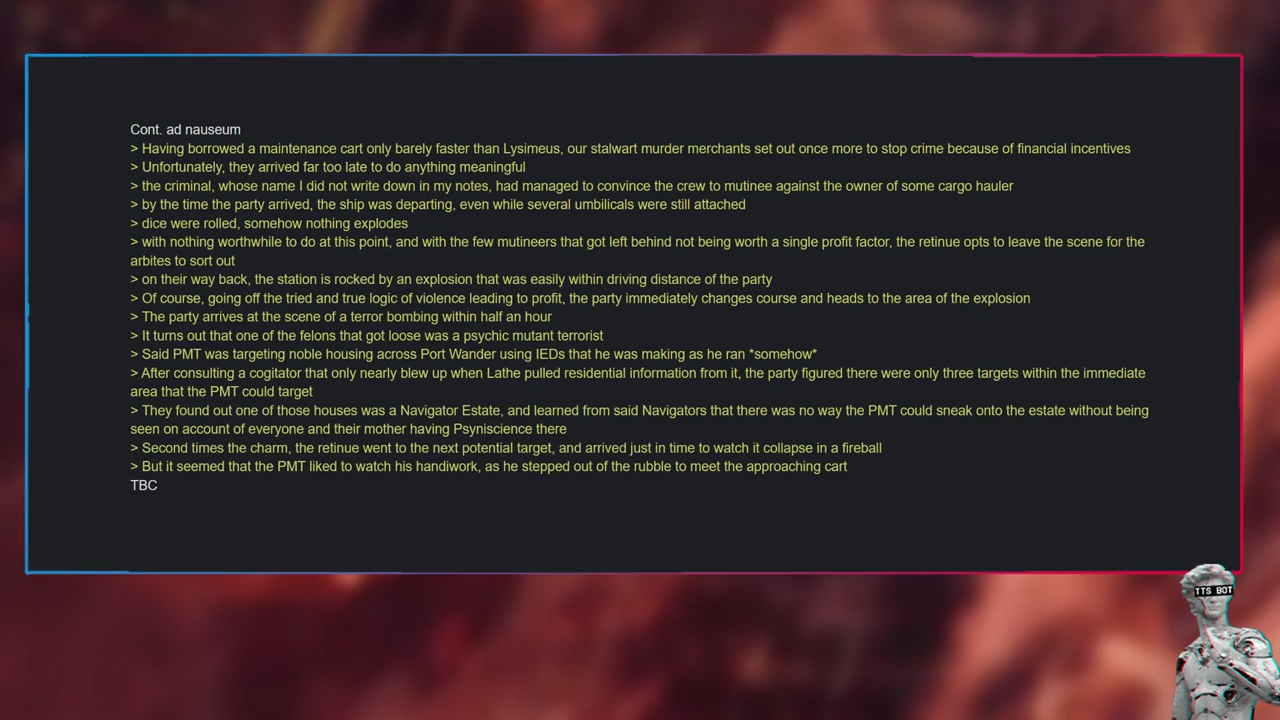 Cont. ad nauseum
> Having borrowed a maintenance cart only barely faster than Lysimeus, our stalwart murder merchants set out once more to stop crime because of financial incentives
> Unfortunately, they arrived far too late to do anything meaningful
> the criminal, whose name I did not write down in my notes, had managed to convince the crew to mutinee against the owner of some cargo hauler
> by the time the party arrived, the ship was departing, even while several umbilicals were still attached
> dice were rolled, somehow nothing explodes
> with nothing worthwhile to do at this point, and with the few mutineers that got left behind not being worth a single profit factor, the retinue opts to leave the scene for the
arbites to sort out
> on their way back, the station is rocked by an explosion that was easily within driving distance of the party
> Of course, going off the tried and true logic of violence leading to profit, the party immediately changes course and heads to the area of the explosion
> The party arrives at the scene of a terror bombing within half an hour
> It turns out that one of the felons that got loose was a psychic mutant terrorist
> Said PMT was targeting noble housing across Port Wander using IEDs that he was making as he ran *somehow*
> After consulting a cogitator that only nearly blew up when Lathe pulled residential information from it, the party figured there were only three targets within the immediate
area that the PMT could target
> They found out one of those houses was a Navigator Estate, and learned from said Navigators that there was no way the PMT could sneak onto the estate without being
seen on account of everyone and their mother having Psyniscience there
> Second times the charm, the retinue went to the next potential target, and arrived just in time to watch it collapse in a fireball
> But it seemed that the PMT liked to watch his handiwork, as he stepped out of the rubble to meet the approaching cart
TBC
TTS BOT